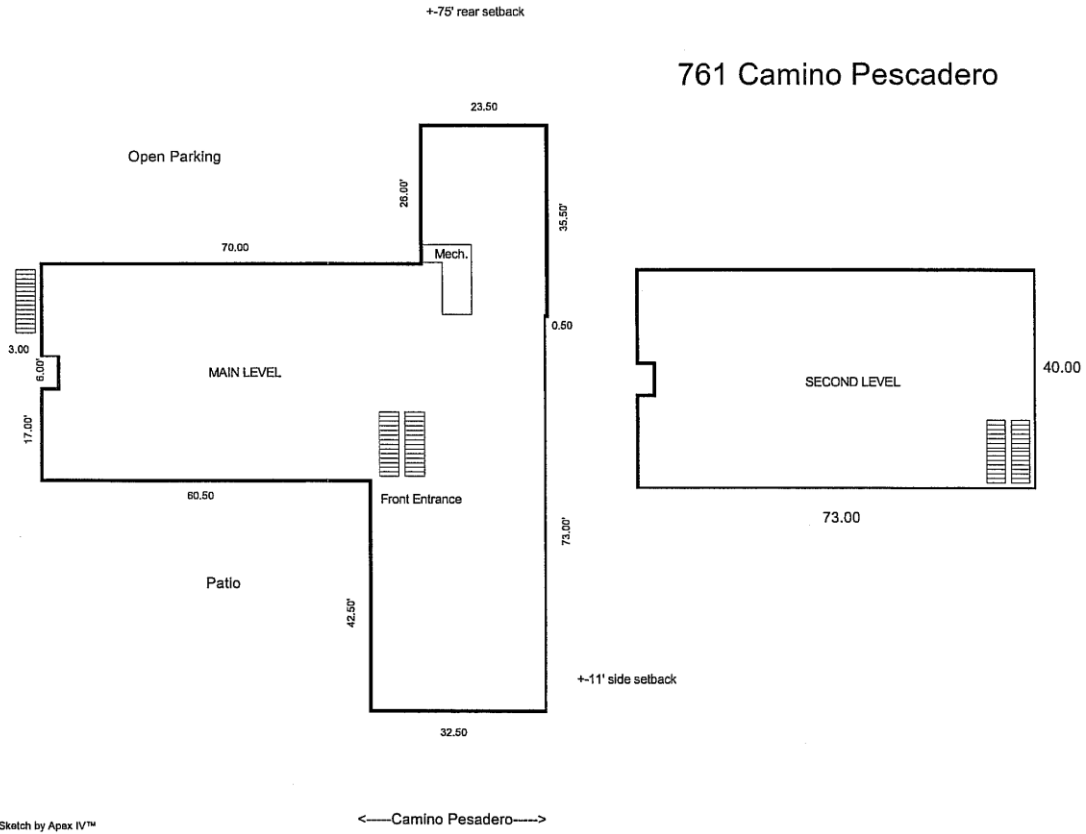 +-75' rear setback
761 Camino Pescadero
23.50
Open Parking
26.00'
35.50'
70.00
Mech.
0.50
3.00
6.00'
MAIN LEVEL
SECOND LEVEL
40.00
17.00'
60.50
Front Entrance
73.00
73.00'
Patio
42.50'
+-11' side setback
32.50
<----Camino Pesadero---->
Sketch by Apex IV™